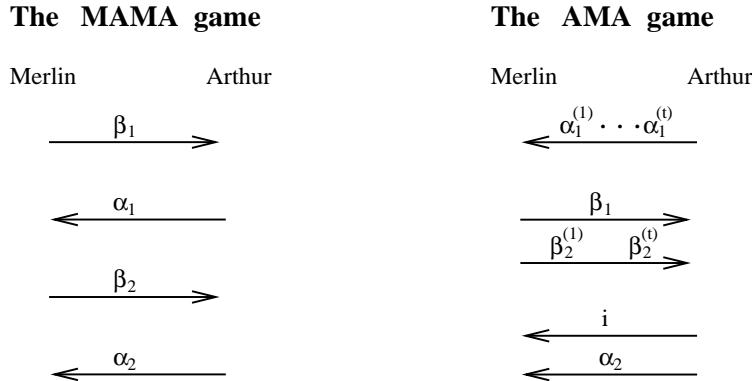 The MAMA game
Merlin Arthur
β₁
α₁
β₂
α₂
The AMA game
Merlin Arthur
α₁⁽¹⁾ · · · α₁⁽ᵗ⁾
β₁
β₂⁽¹⁾ β₂⁽ᵗ⁾
i
α₂